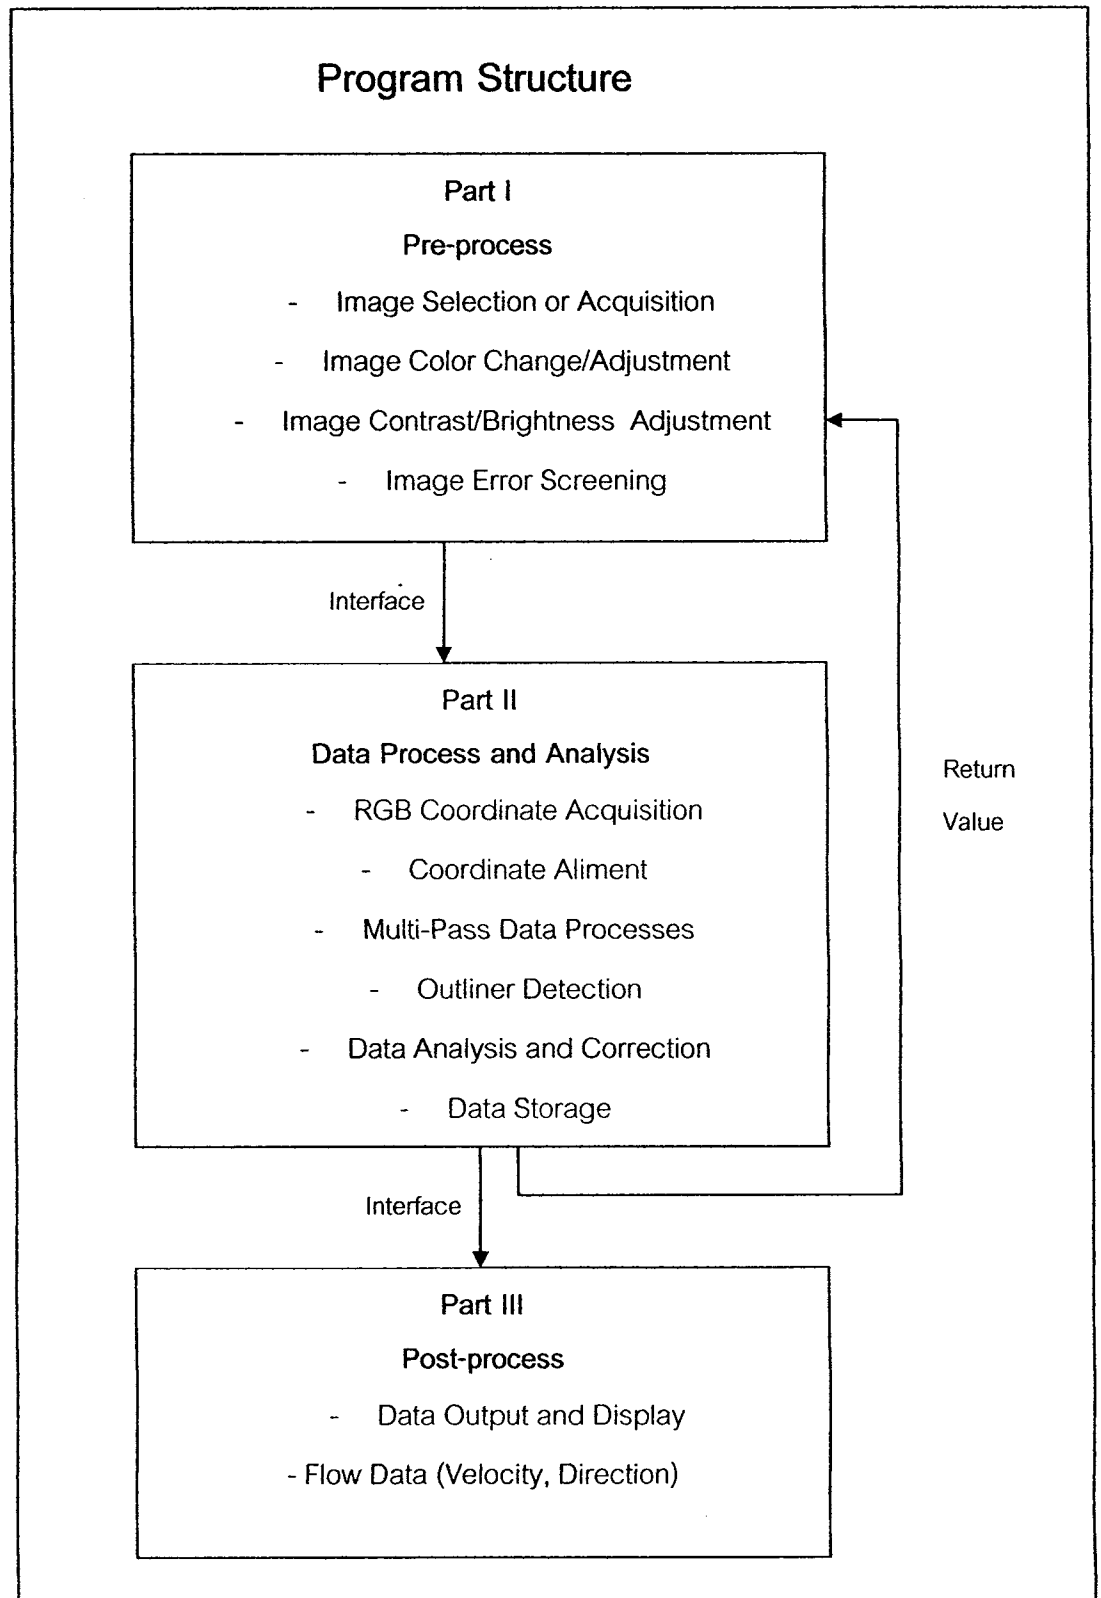 Program Structure
Part I
Pre-process
- Image Selection or Acquisition
- Image Color Change/Adjustment
- Image Contrast/Brightness Adjustment
- Image Error Screening
Interface
Part II
Data Process and Analysis
- RGB Coordinate Acquisition
- Coordinate Aliment
- Multi-Pass Data Processes
- Outliner Detection
- Data Analysis and Correction
- Data Storage
Return
Value
Interface
Part III
Post-process
- Data Output and Display
- Flow Data (Velocity, Direction)